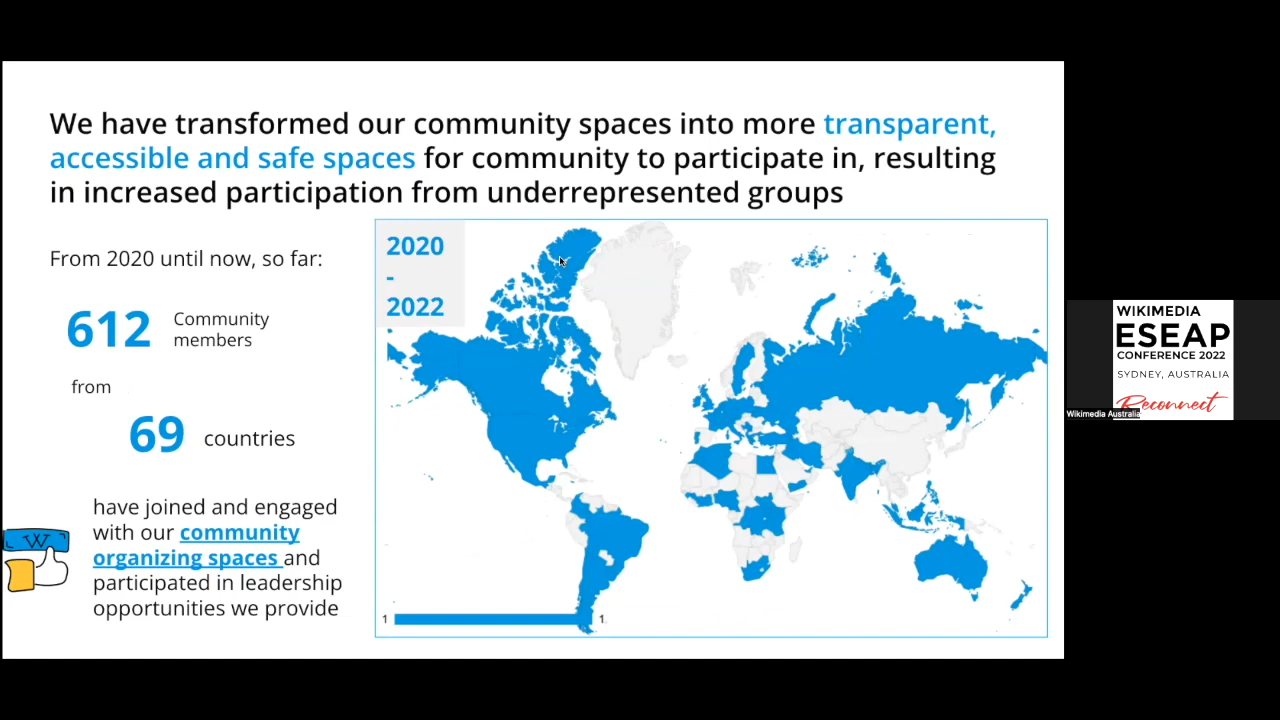 We have transformed our community spaces into more transparent,
accessible and safe spaces for community to participate in, resulting
in increased participation from underrepresented groups
From 2020 until now, so far:
612 Community
members
from
69 countries
have joined and engaged
with our community
organizing spaces and
participated in leadership
opportunities we provide
W
2020
-
2022
1 1
WIKIMEDIA
ESEAP
CONFERENCE 2022
SYDNEY, AUSTRALIA
Reconnect
Wikimedia Australia